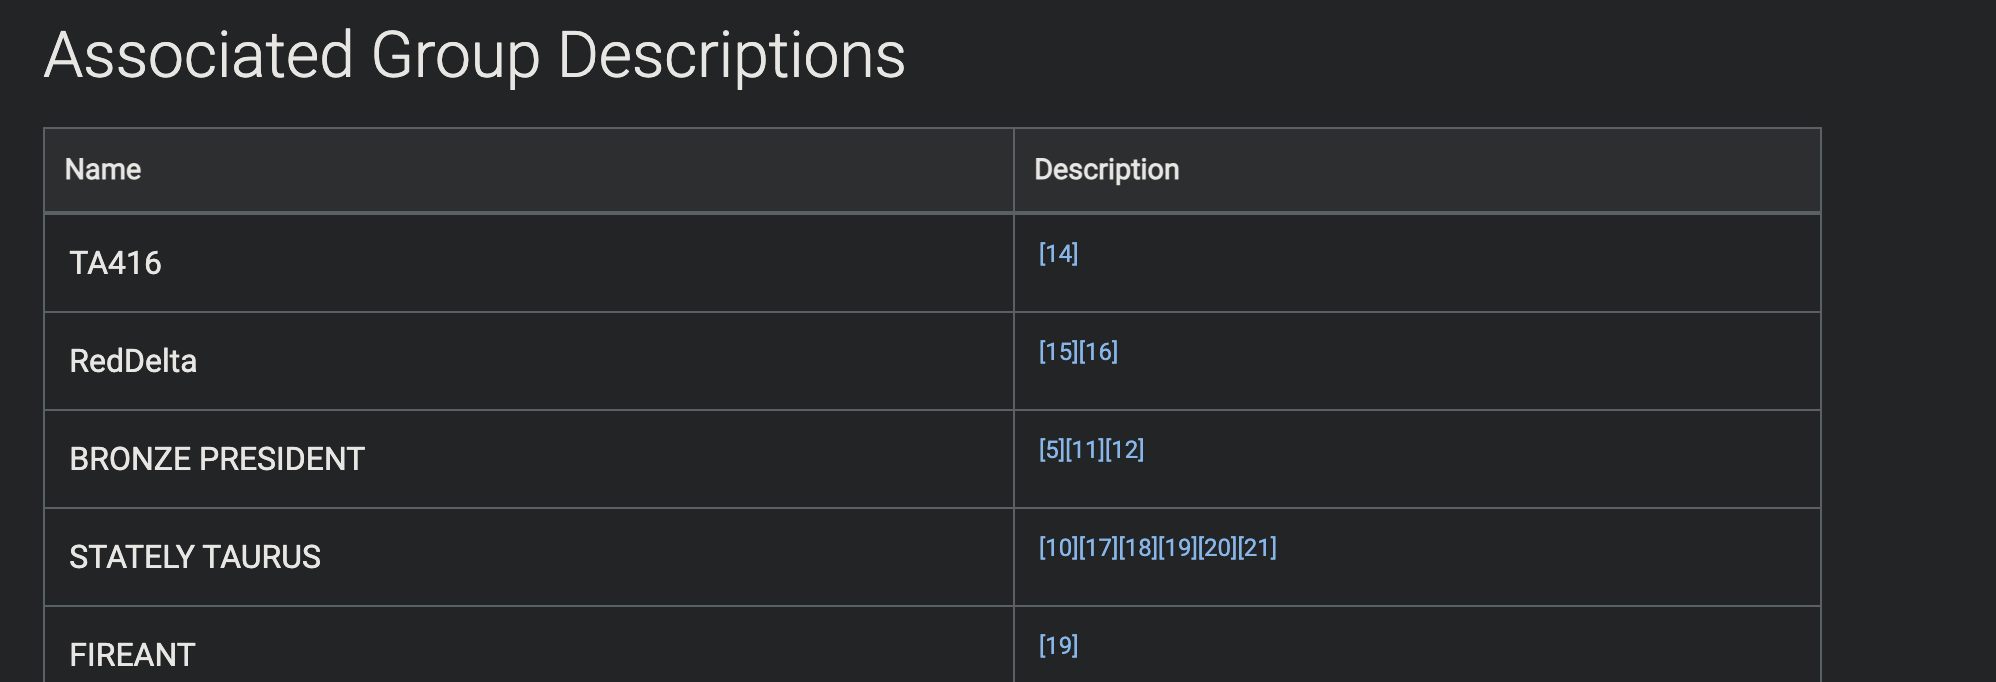 Associated Group Descriptions
Name Description
TA416 [14]
RedDelta [15][16]
BRONZE PRESIDENT [5][11][12]
STATELY TAURUS [10][17][18][19][20][21]
FIREANT [19]